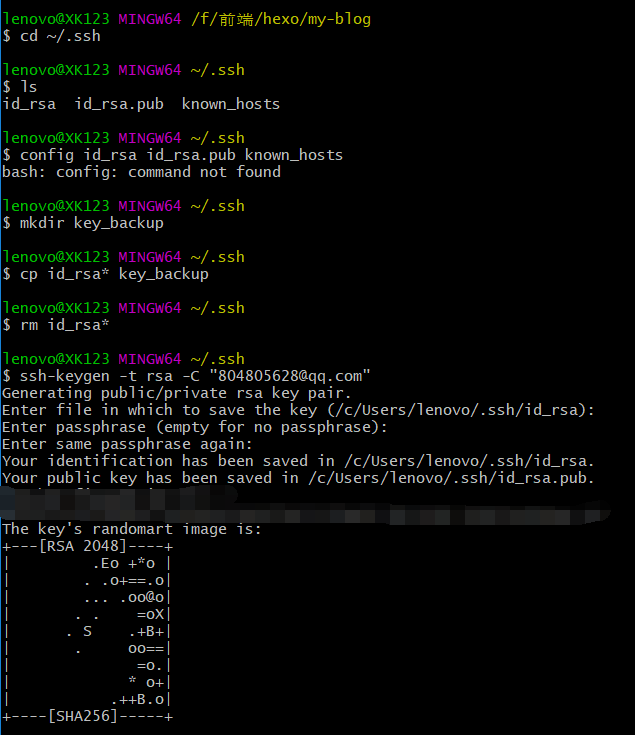 lenovo@XK123 MINGW64 /f/前端/hexo/my-blog
$ cd ~/.ssh
lenovo@XK123 MINGW64 ~/.ssh
$ ls
id_rsa  id_rsa.pub  known_hosts
lenovo@XK123 MINGW64 ~/.ssh
$ config id_rsa id_rsa.pub known_hosts
bash: config: command not found
lenovo@XK123 MINGW64 ~/.ssh
$ mkdir key_backup
lenovo@XK123 MINGW64 ~/.ssh
$ cp id_rsa* key_backup
lenovo@XK123 MINGW64 ~/.ssh
$ rm id_rsa*
lenovo@XK123 MINGW64 ~/.ssh
$ ssh-keygen -t rsa -C "804805628@qq.com"
Generating public/private rsa key pair.
Enter file in which to save the key (/c/Users/lenovo/.ssh/id_rsa):
Enter passphrase (empty for no passphrase):
Enter same passphrase again:
Your identification has been saved in /c/Users/lenovo/.ssh/id_rsa.
Your public key has been saved in /c/Users/lenovo/.ssh/id_rsa.pub.
The key's randomart image is:
+---[RSA 2048]----+
|         .Eo +*o |
|        . .o+==.o|
|        ... .oo@o|
|       . .    =oX|
|      . S    .+B+|
|       .     oo==|
|              =o.|
|             * o+|
|           .++B.o|
+----[SHA256]-----+